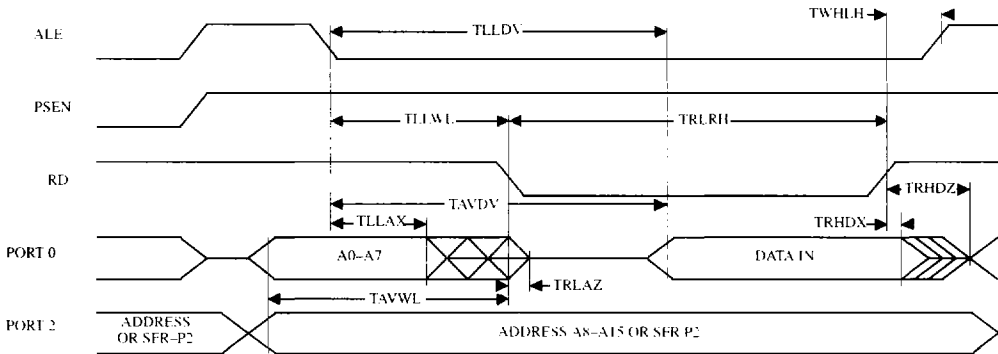 TWHLH
ALE
TLLDV
PSEN
TLLWL
TRLRH
RD
TRHDZ
TAVDV
TLLAX
TRHDX
PORT 0
A0–A7
DATA IN
TRLAZ
TAVWL
PORT 2
ADDRESS
OR SFR–P2
ADDRESS A8–A15 OR SFR P2